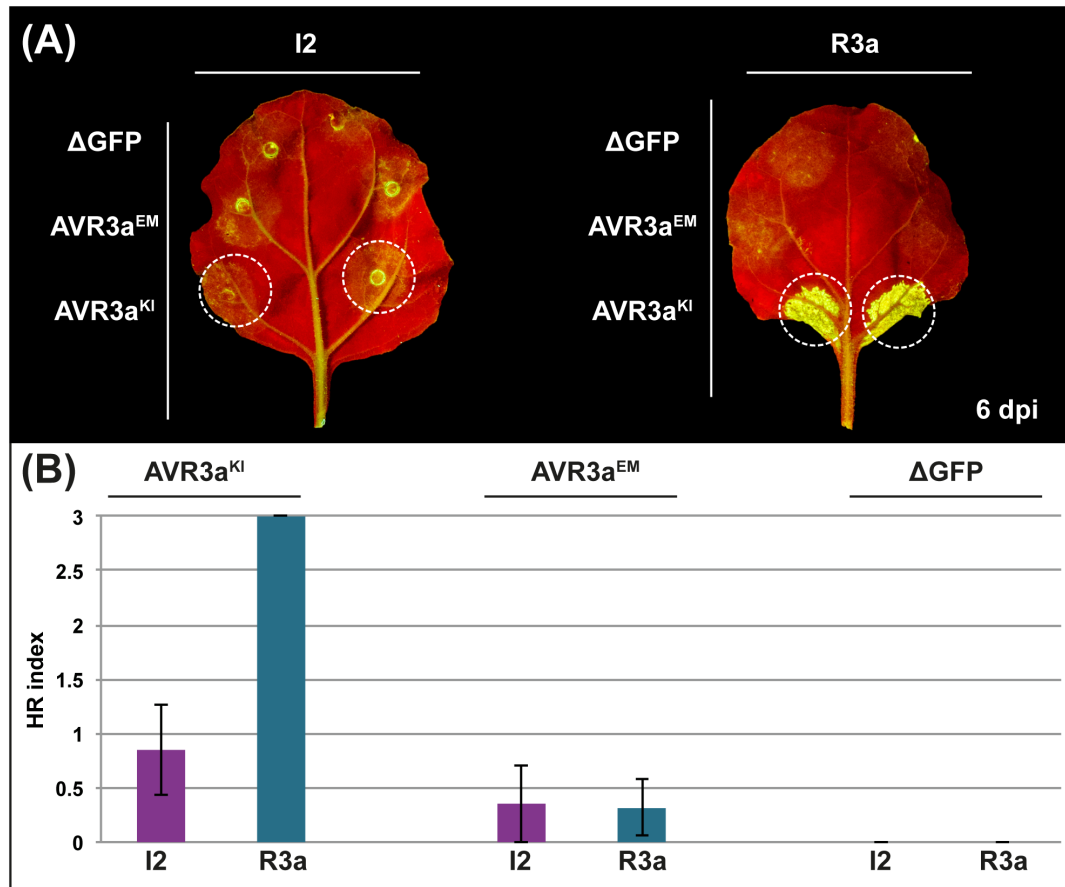 (A)
I2
R3a
ΔGFP
AVR3aᴱᴹ
AVR3aᴷᴵ
ΔGFP
AVR3aᴱᴹ
AVR3aᴷᴵ
6 dpi
(B)
AVR3aᴷᴵ
AVR3aᴱᴹ
ΔGFP
HR index
3
2.5
2
1.5
1
0.5
0
I2
R3a
I2
R3a
I2
R3a